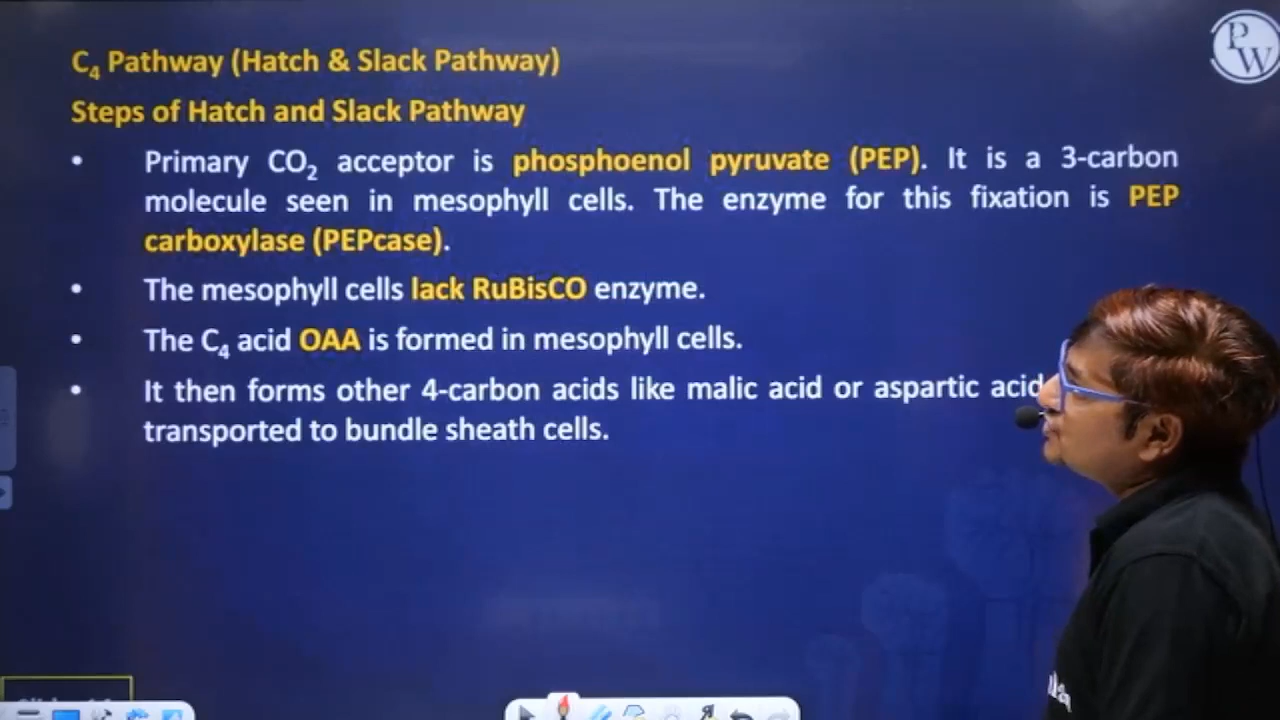 C₄ Pathway (Hatch & Slack Pathway)
PW
Steps of Hatch and Slack Pathway
• Primary CO₂ acceptor is phosphoenol pyruvate (PEP). It is a 3-carbon
molecule seen in mesophyll cells. The enzyme for this fixation is PEP
carboxylase (PEPcase).
• The mesophyll cells lack RuBisCO enzyme.
• The C₄ acid OAA is formed in mesophyll cells.
• It then forms other 4-carbon acids like malic acid or aspartic acid
transported to bundle sheath cells.